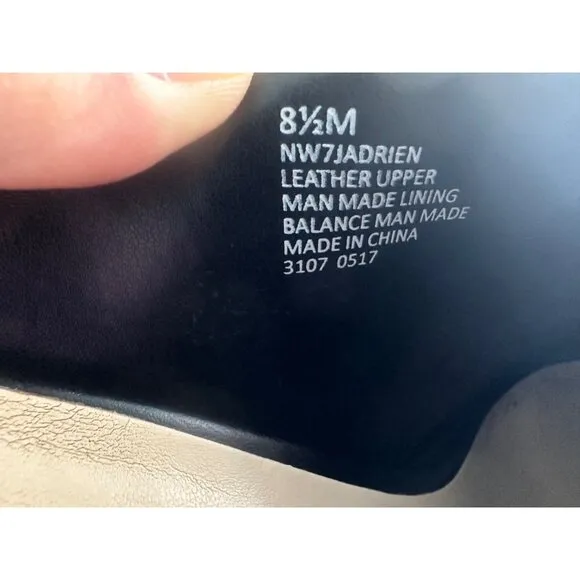 8½M
NW7JADRIEN
LEATHER UPPER
MAN MADE LINING
BALANCE MAN MADE
MADE IN CHINA
3107 0517